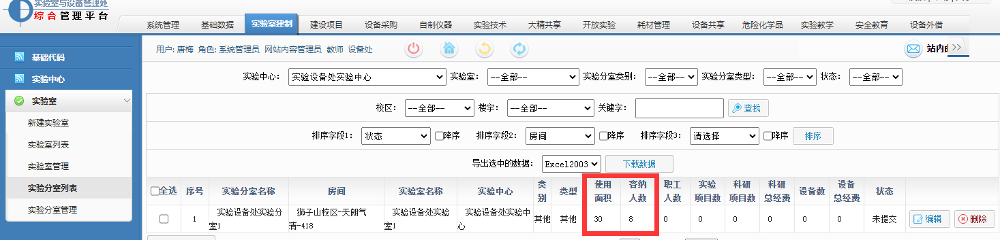 实验室与设备管理处
综合管理平台
系统管理 基础数据 实验室建制 建设项目 设备采购 自制仪器 实验技术 大精共享 开放实验 耗材管理 设备共享 危险化学品 实验教学 安全教育 设备外借
基础代码
实验中心
实验室
新建实验室
实验室列表
实验室管理
实验分室列表
实验分室管理
用户: 唐梅 角色: 系统管理员 网站内容管理员 教师 设备处
站内 >>
实验中心: 实验设备处实验中心 实验室: --全部-- 实验分室类别: --全部-- 实验分室类型: --全部-- 状态: --全部--
校区: --全部-- 楼宇: --全部-- 关键字: 查找
排序字段1: 状态 降序 排序字段2: 房间 降序 排序字段3: 请选择 降序 排序
导出选中的数据: Excel2003 下载数据
全选 序号 实验分室名称 房间 实验室名称 实验中心 类别 类型 使用面积 容纳人数 职工人数 实验项目数 科研项目数 科研总经费 设备数 设备总经费 状态
1 实验设备处实验分室1 狮子山校区-天朗气清-418 实验设备处实验室1 实验设备处实验中心 其他 其他 30 8 0 0 0 0 0 0 未提交 编辑 删除